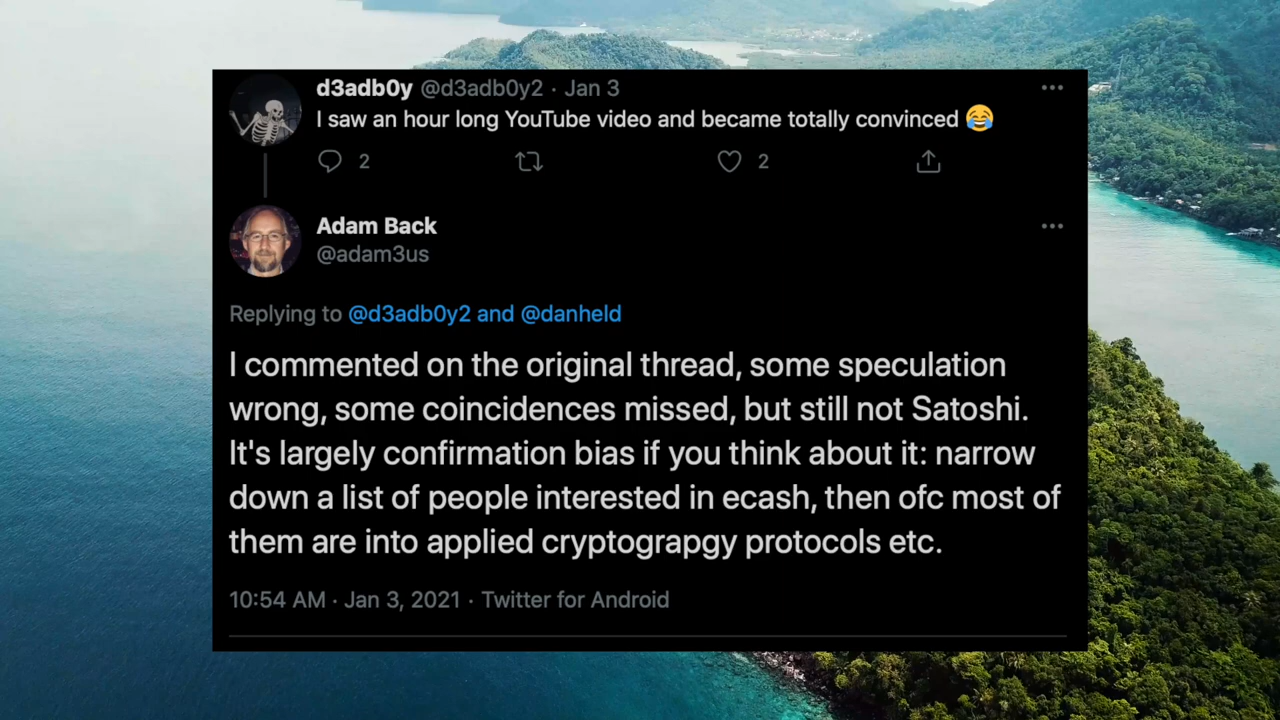 d3adb0y @d3adb0y2 · Jan 3
I saw an hour long YouTube video and became totally convinced 😂
2 2
Adam Back
@adam3us
Replying to @d3adb0y2 and @danheld
I commented on the original thread, some speculation
wrong, some coincidences missed, but still not Satoshi.
It's largely confirmation bias if you think about it: narrow
down a list of people interested in ecash, then ofc most of
them are into applied cryptograpgy protocols etc.
10:54 AM · Jan 3, 2021 · Twitter for Android